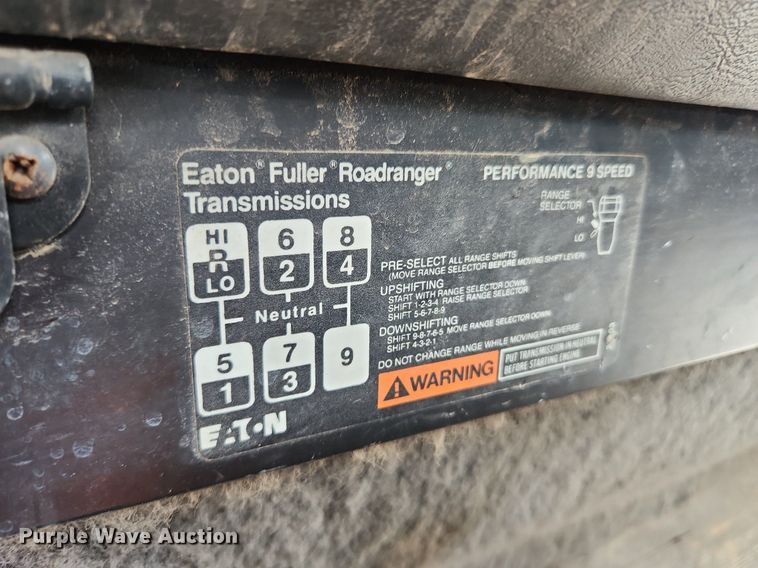 Eaton® Fuller® Roadranger®
Transmissions
PERFORMANCE 9 SPEED
RANGE
SELECTOR
HI
LO
HI
R
LO
6
2
8
4
Neutral
5
1
7
3
9
PRE-SELECT ALL RANGE SHIFTS
(MOVE RANGE SELECTOR BEFORE MOVING SHIFT LEVER)
UPSHIFTING
START WITH RANGE SELECTOR DOWN
SHIFT 1-2-3-4 RAISE RANGE SELECTOR
SHIFT 5-6-7-8-9
DOWNSHIFTING
SHIFT 9-8-7-6-5 MOVE RANGE SELECTOR DOWN
SHIFT 4-3-2-1
DO NOT CHANGE RANGE WHILE MOVING IN REVERSE
WARNING
PUT TRANSMISSION IN NEUTRAL
BEFORE STARTING ENGINE
EATON
Purple Wave Auction